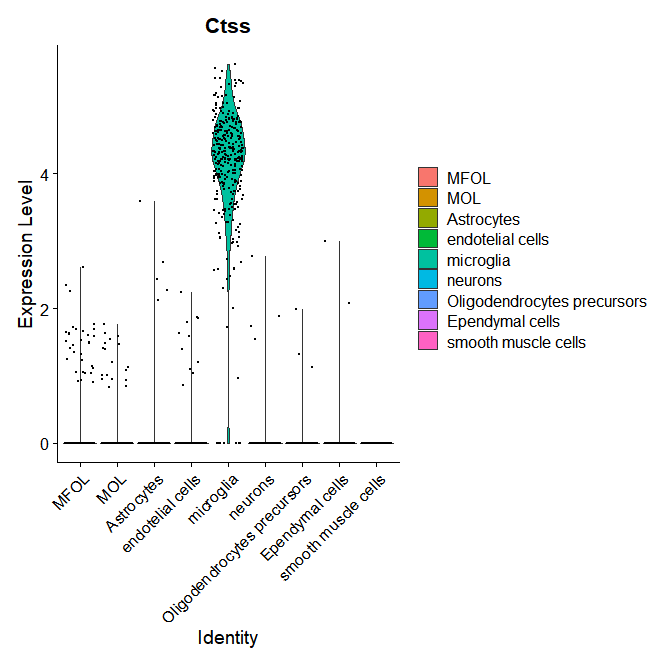 Ctss
Expression Level
4
2
0
MFOL
MOL
Astrocytes
endotelial cells
microglia
neurons
Oligodendrocytes precursors
Ependymal cells
smooth muscle cells
Identity
MFOL
MOL
Astrocytes
endotelial cells
microglia
neurons
Oligodendrocytes precursors
Ependymal cells
smooth muscle cells